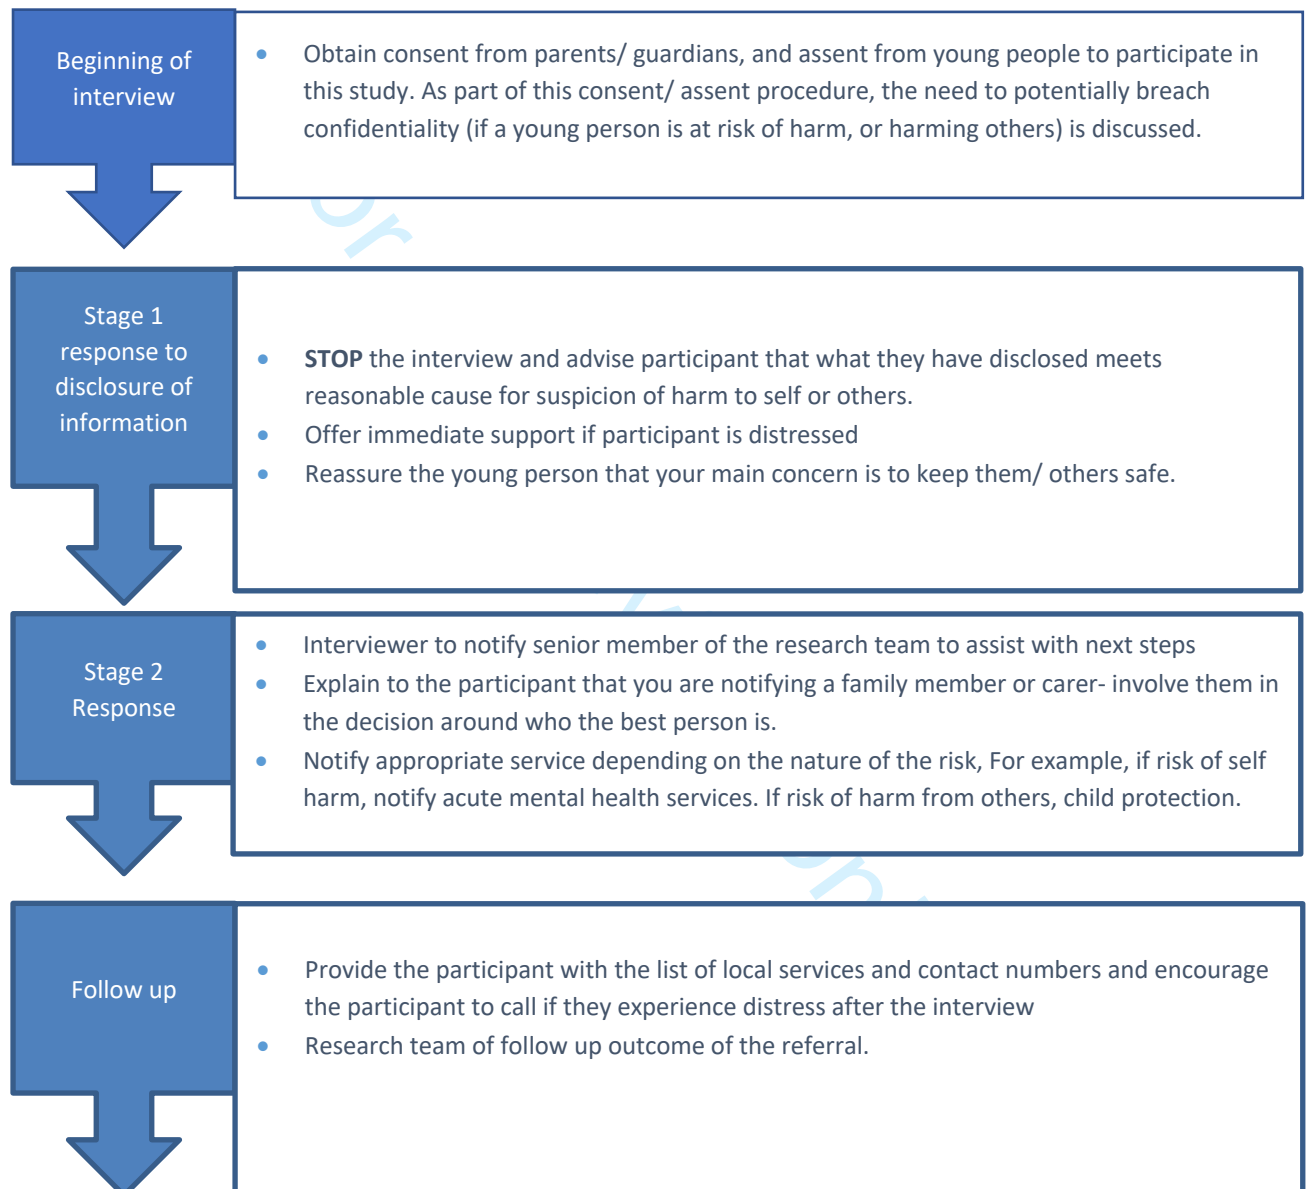 Beginning of
interview
• Obtain consent from parents/ guardians, and assent from young people to participate in
this study. As part of this consent/ assent procedure, the need to potentially breach
confidentiality (if a young person is at risk of harm, or harming others) is discussed.
Stage 1
response to
disclosure of
information
• STOP the interview and advise participant that what they have disclosed meets
reasonable cause for suspicion of harm to self or others.
• Offer immediate support if participant is distressed
• Reassure the young person that your main concern is to keep them/ others safe.
Stage 2
Response
• Interviewer to notify senior member of the research team to assist with next steps
• Explain to the participant that you are notifying a family member or carer- involve them in
the decision around who the best person is.
• Notify appropriate service depending on the nature of the risk, For example, if risk of self
harm, notify acute mental health services. If risk of harm from others, child protection.
Follow up
• Provide the participant with the list of local services and contact numbers and encourage
the participant to call if they experience distress after the interview
• Research team of follow up outcome of the referral.